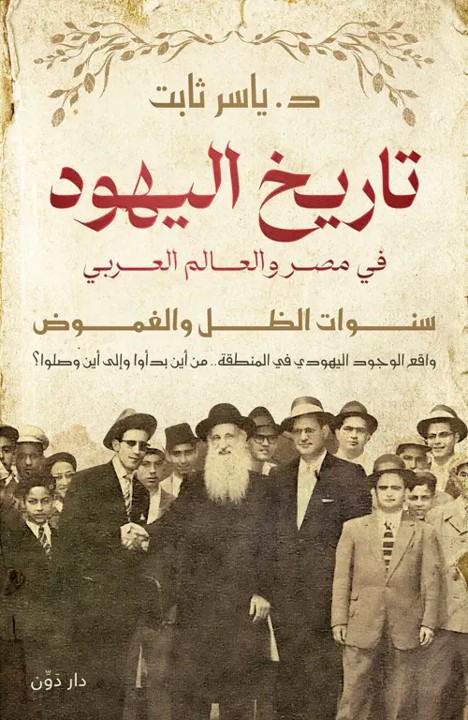 د. ياسر ثابت
تاريخ اليهود
في مصر والعالم العربي
سنوات الظل والغموض
واقع الوجود اليهودي في المنطقة.. من أين بدأوا وإلى أين وصلوا؟
دار دَوِّن